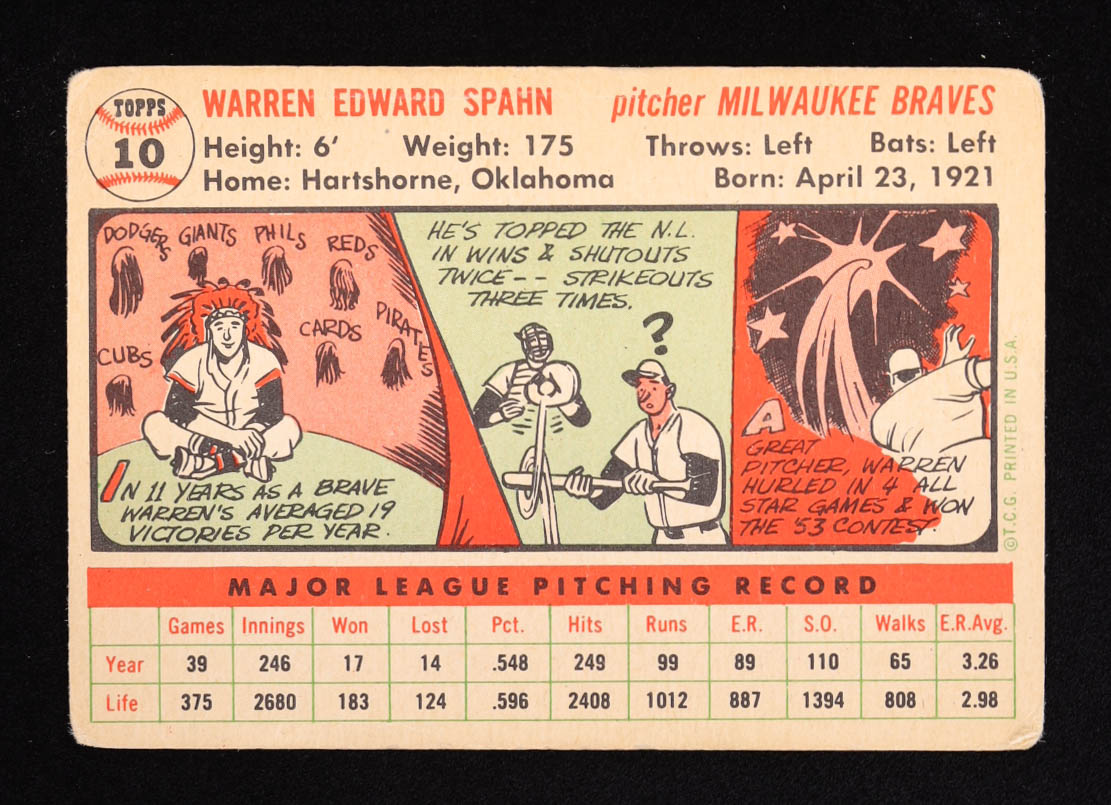 TOPPS
10
WARREN EDWARD SPAHN pitcher MILWAUKEE BRAVES
Height: 6' Weight: 175 Throws: Left Bats: Left
Home: Hartshorne, Oklahoma Born: April 23, 1921
DODGERS GIANTS PHILS REDS
CUBS CARDS PIRATES
IN 11 YEARS AS A BRAVE
WARREN'S AVERAGED 19
VICTORIES PER YEAR.
HE'S TOPPED THE N.L.
IN WINS & SHUTOUTS
TWICE-- STRIKEOUTS
THREE TIMES.
?
A
GREAT
PITCHER, WARREN
HURLED IN 4 ALL
STAR GAMES & WON
THE '53 CONTEST.
©T.C.G. PRINTED IN U.S.A.
MAJOR LEAGUE PITCHING RECORD
Games Innings Won Lost Pct. Hits Runs E.R. S.O. Walks E.R.Avg.
Year 39 246 17 14 .548 249 99 89 110 65 3.26
Life 375 2680 183 124 .596 2408 1012 887 1394 808 2.98